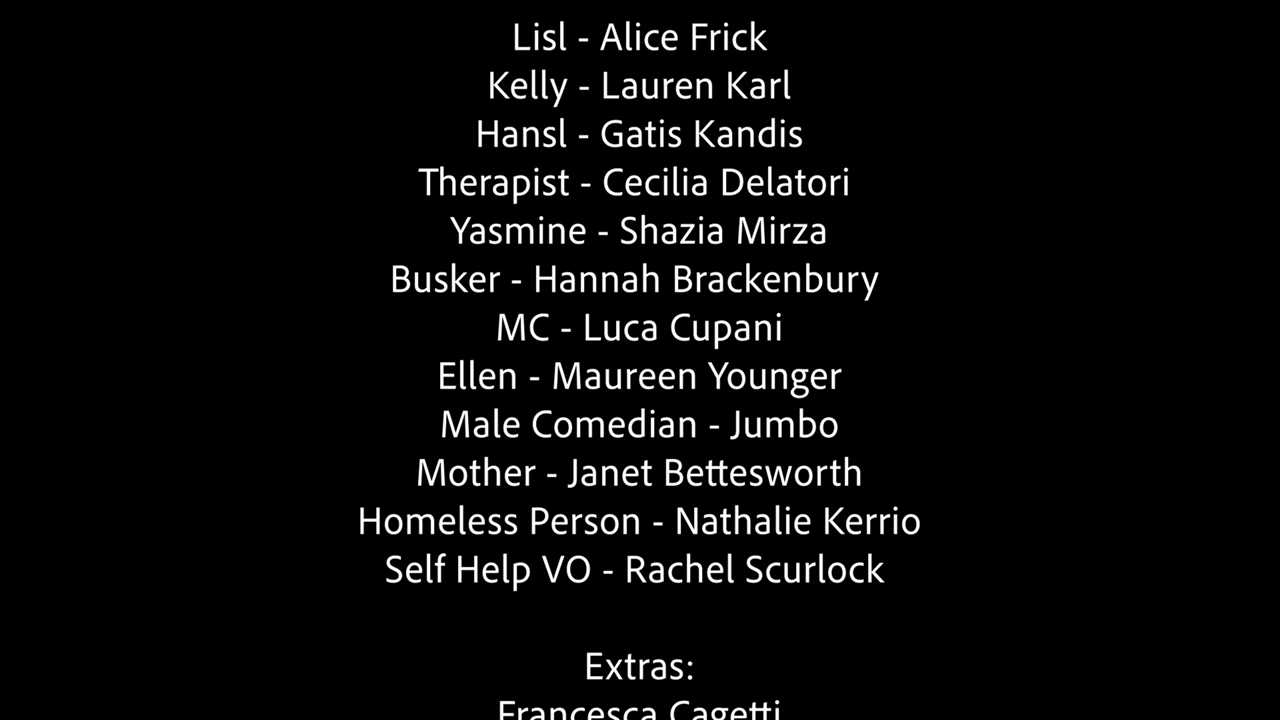 Lisl - Alice Frick
Kelly - Lauren Karl
Hansl - Gatis Kandis
Therapist - Cecilia Delatori
Yasmine - Shazia Mirza
Busker - Hannah Brackenbury
MC - Luca Cupani
Ellen - Maureen Younger
Male Comedian - Jumbo
Mother - Janet Bettesworth
Homeless Person - Nathalie Kerrio
Self Help VO - Rachel Scurlock
Extras:
Francesca Cagetti